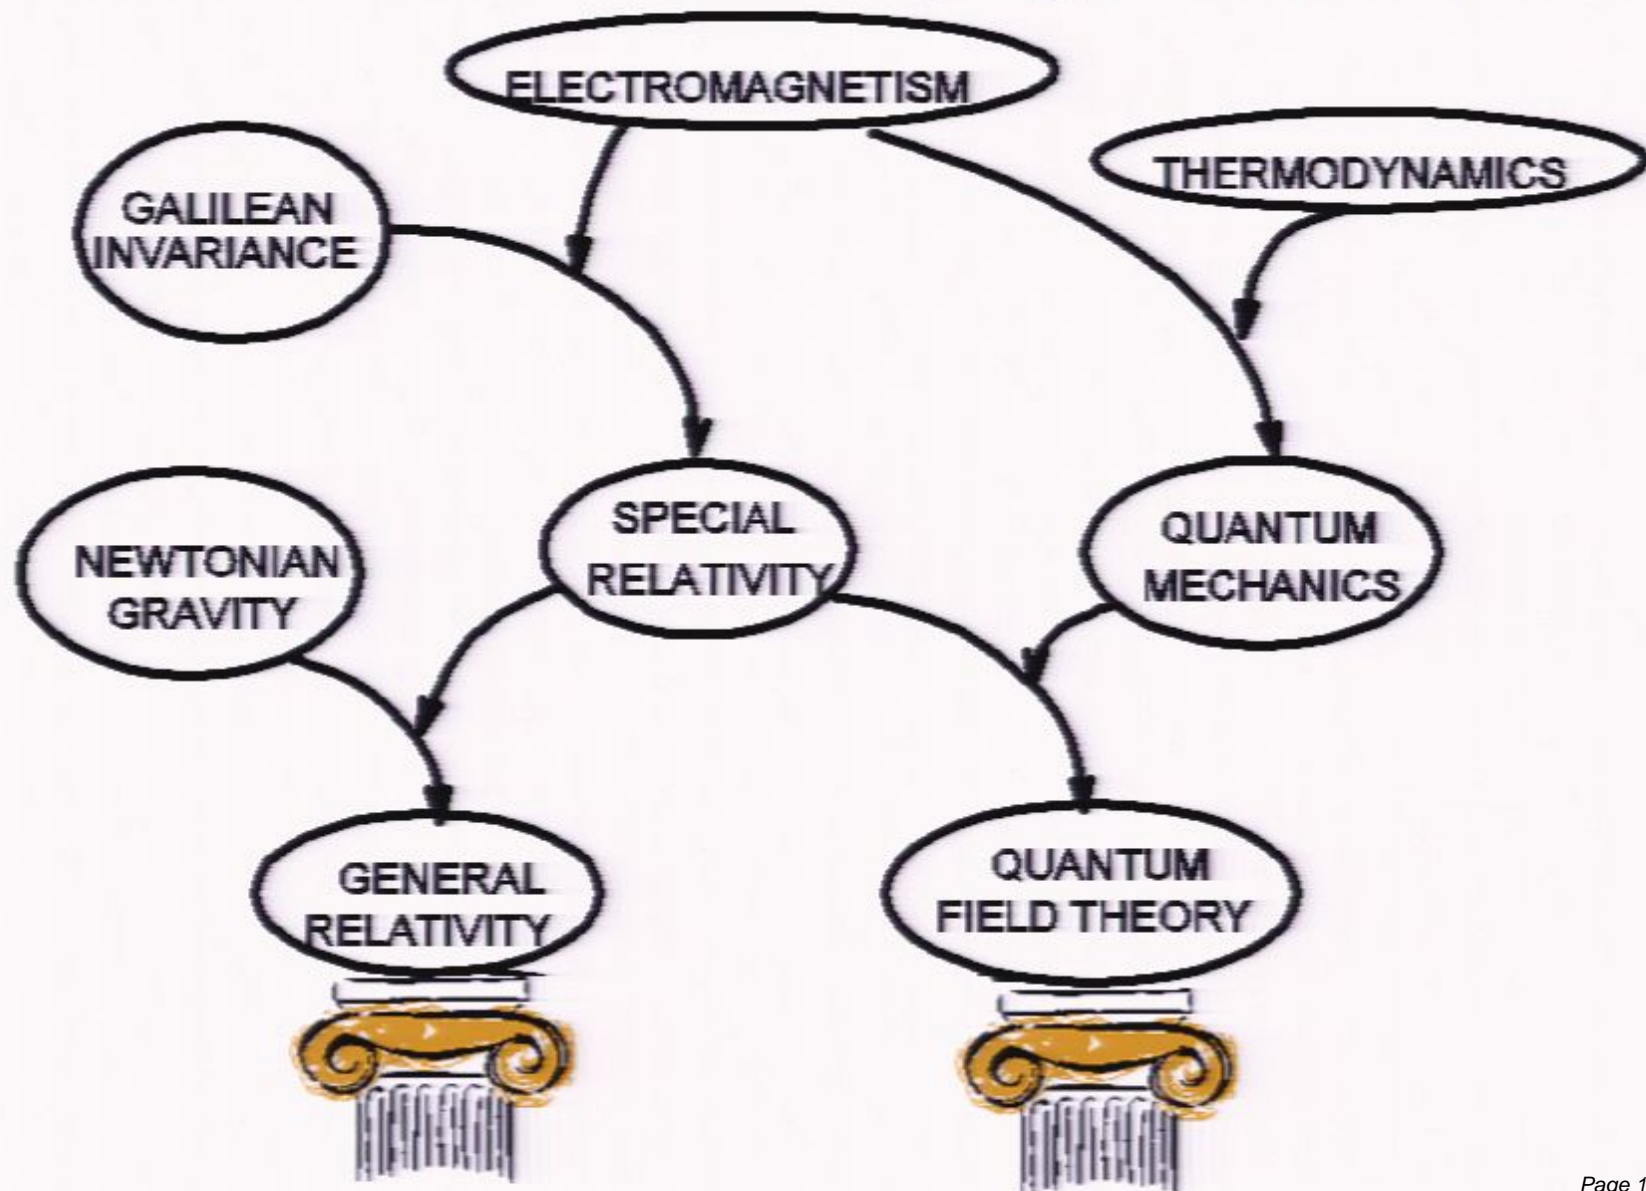 ELECTROMAGNETISM
THERMODYNAMICS
GALILEAN
INVARIANCE
SPECIAL
RELATIVITY
QUANTUM
MECHANICS
NEWTONIAN
GRAVITY
GENERAL
RELATIVITY
QUANTUM
FIELD THEORY
Page 1